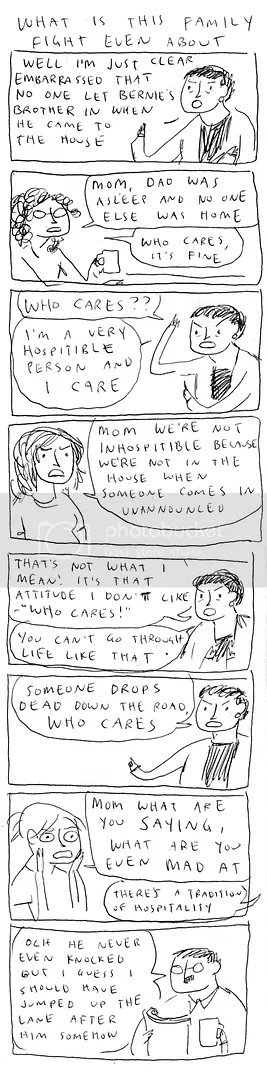 WHAT IS THIS FAMILY
FIGHT EVEN ABOUT
WELL I'M JUST CLEAR
EMBARRASSED THAT
NO ONE LET BERNIE'S
BROTHER IN WHEN
HE CAME TO
THE HOUSE
MOM, DAD WAS
ASLEEP AND NO ONE
ELSE WAS HOME
WHO CARES,
IT'S FINE
WHO CARES??
I'M A VERY
HOSPITIBLE
PERSON AND
I CARE
MOM WE'RE NOT
INHOSPITIBLE BECAUSE
WE'RE NOT IN THE
HOUSE WHEN
SOMEONE COMES IN
UNANNOUNCED
photobucket
THAT'S NOT WHAT I
MEAN! IT'S THAT
ATTITUDE I DON'T LIKE
-"WHO CARES!"
YOU CAN'T GO THROUGH
LIFE LIKE THAT.
SOMEONE DROPS
DEAD DOWN THE ROAD,
WHO CARES
MOM WHAT ARE
YOU SAYING,
WHAT ARE YOU
EVEN MAD AT
THERE'S A TRADITION
OF HOSPITALITY
OCH HE NEVER
EVEN KNOCKED
BUT I GUESS I
SHOULD HAVE
JUMPED UP THE
LANE AFTER
HIM SOMEHOW